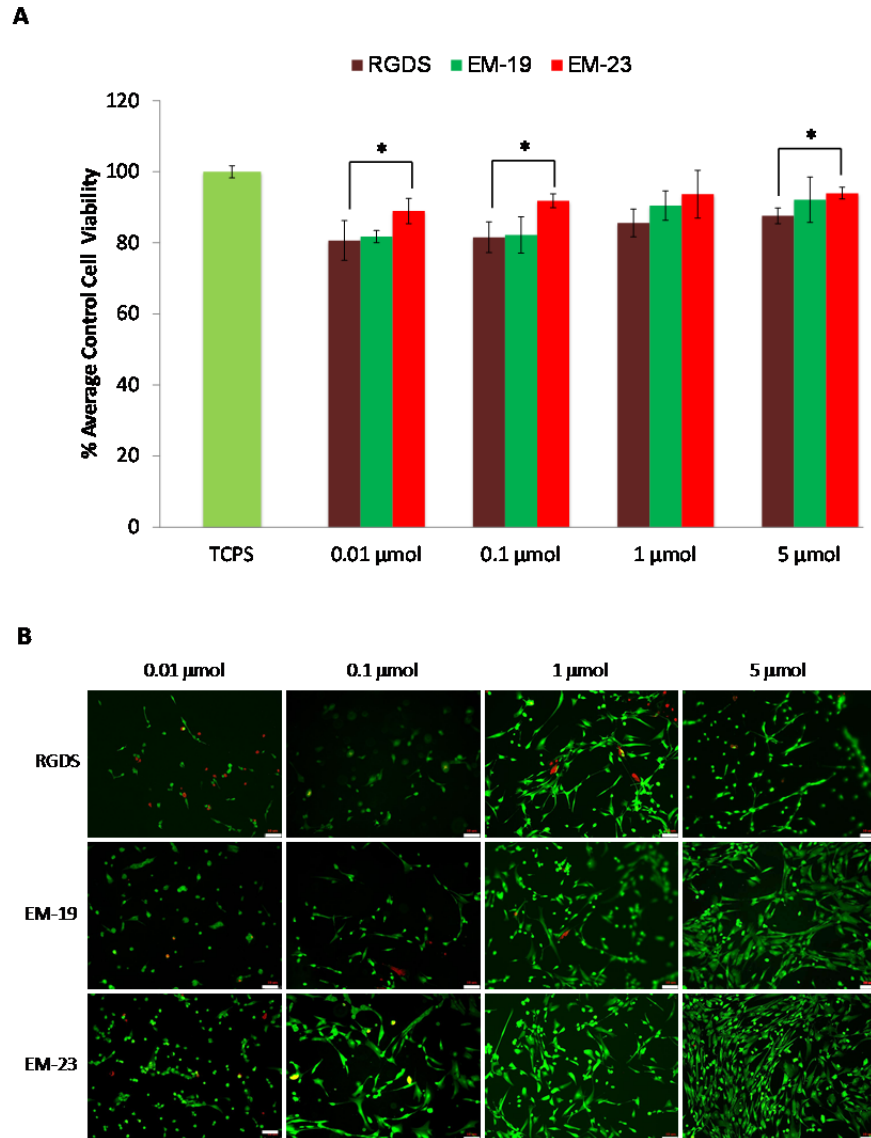 A
RGDS EM-19 EM-23
% Average Control Cell Viability
120
100
80
60
40
20
0
* * *
TCPS 0.01 µmol 0.1 µmol 1 µmol 5 µmol
B
0.01 µmol 0.1 µmol 1 µmol 5 µmol
RGDS
EM-19
EM-23